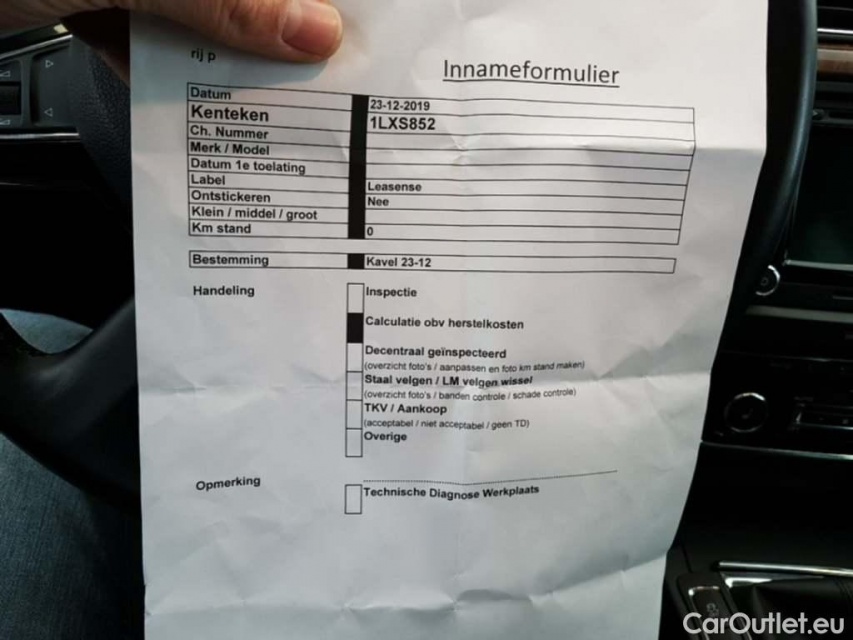 rij p
Innameformulier
Datum 23-12-2019
Kenteken 1LXS852
Ch. Nummer
Merk / Model
Datum 1e toelating
Label Leasense
Ontstickeren Nee
Klein / middel / groot
Km stand 0
Bestemming Kavel 23-12
Handeling Inspectie
Calculatie obv herstelkosten
Decentraal geïnspecteerd
(overzicht foto's / aanpassen en foto km stand maken)
Staal velgen / LM velgen wissel
(overzicht foto's / banden controle / schade controle)
TKV / Aankoop
(acceptabel / niet acceptabel / geen TD)
Overige
Opmerking
Technische Diagnose Werkplaats
CarOutlet.eu